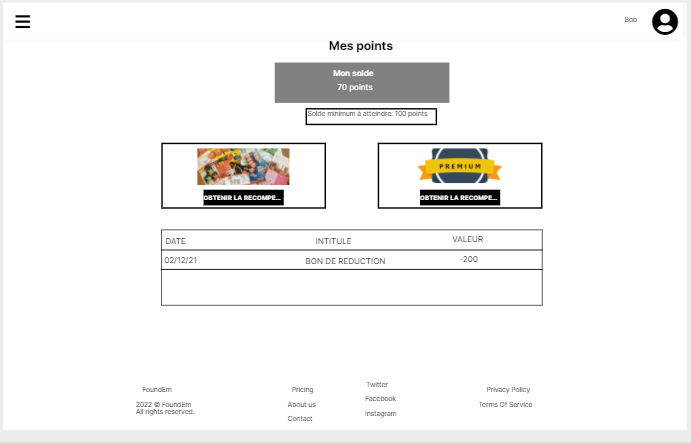 Bob
Mes points
Mon solde
70 points
Solde minimum à atteindre: 100 points
PREMIUM
OBTENIR LA RECOMPE...
OBTENIR LA RECOMPE...
DATE INTITULE VALEUR
02/12/21 BON DE REDUCTION -200
FoundEm
2022 © FoundEm
All rights reserved.
Pricing
About us
Contact
Twitter
Facebook
Instagram
Privacy Policy
Terms Of Service